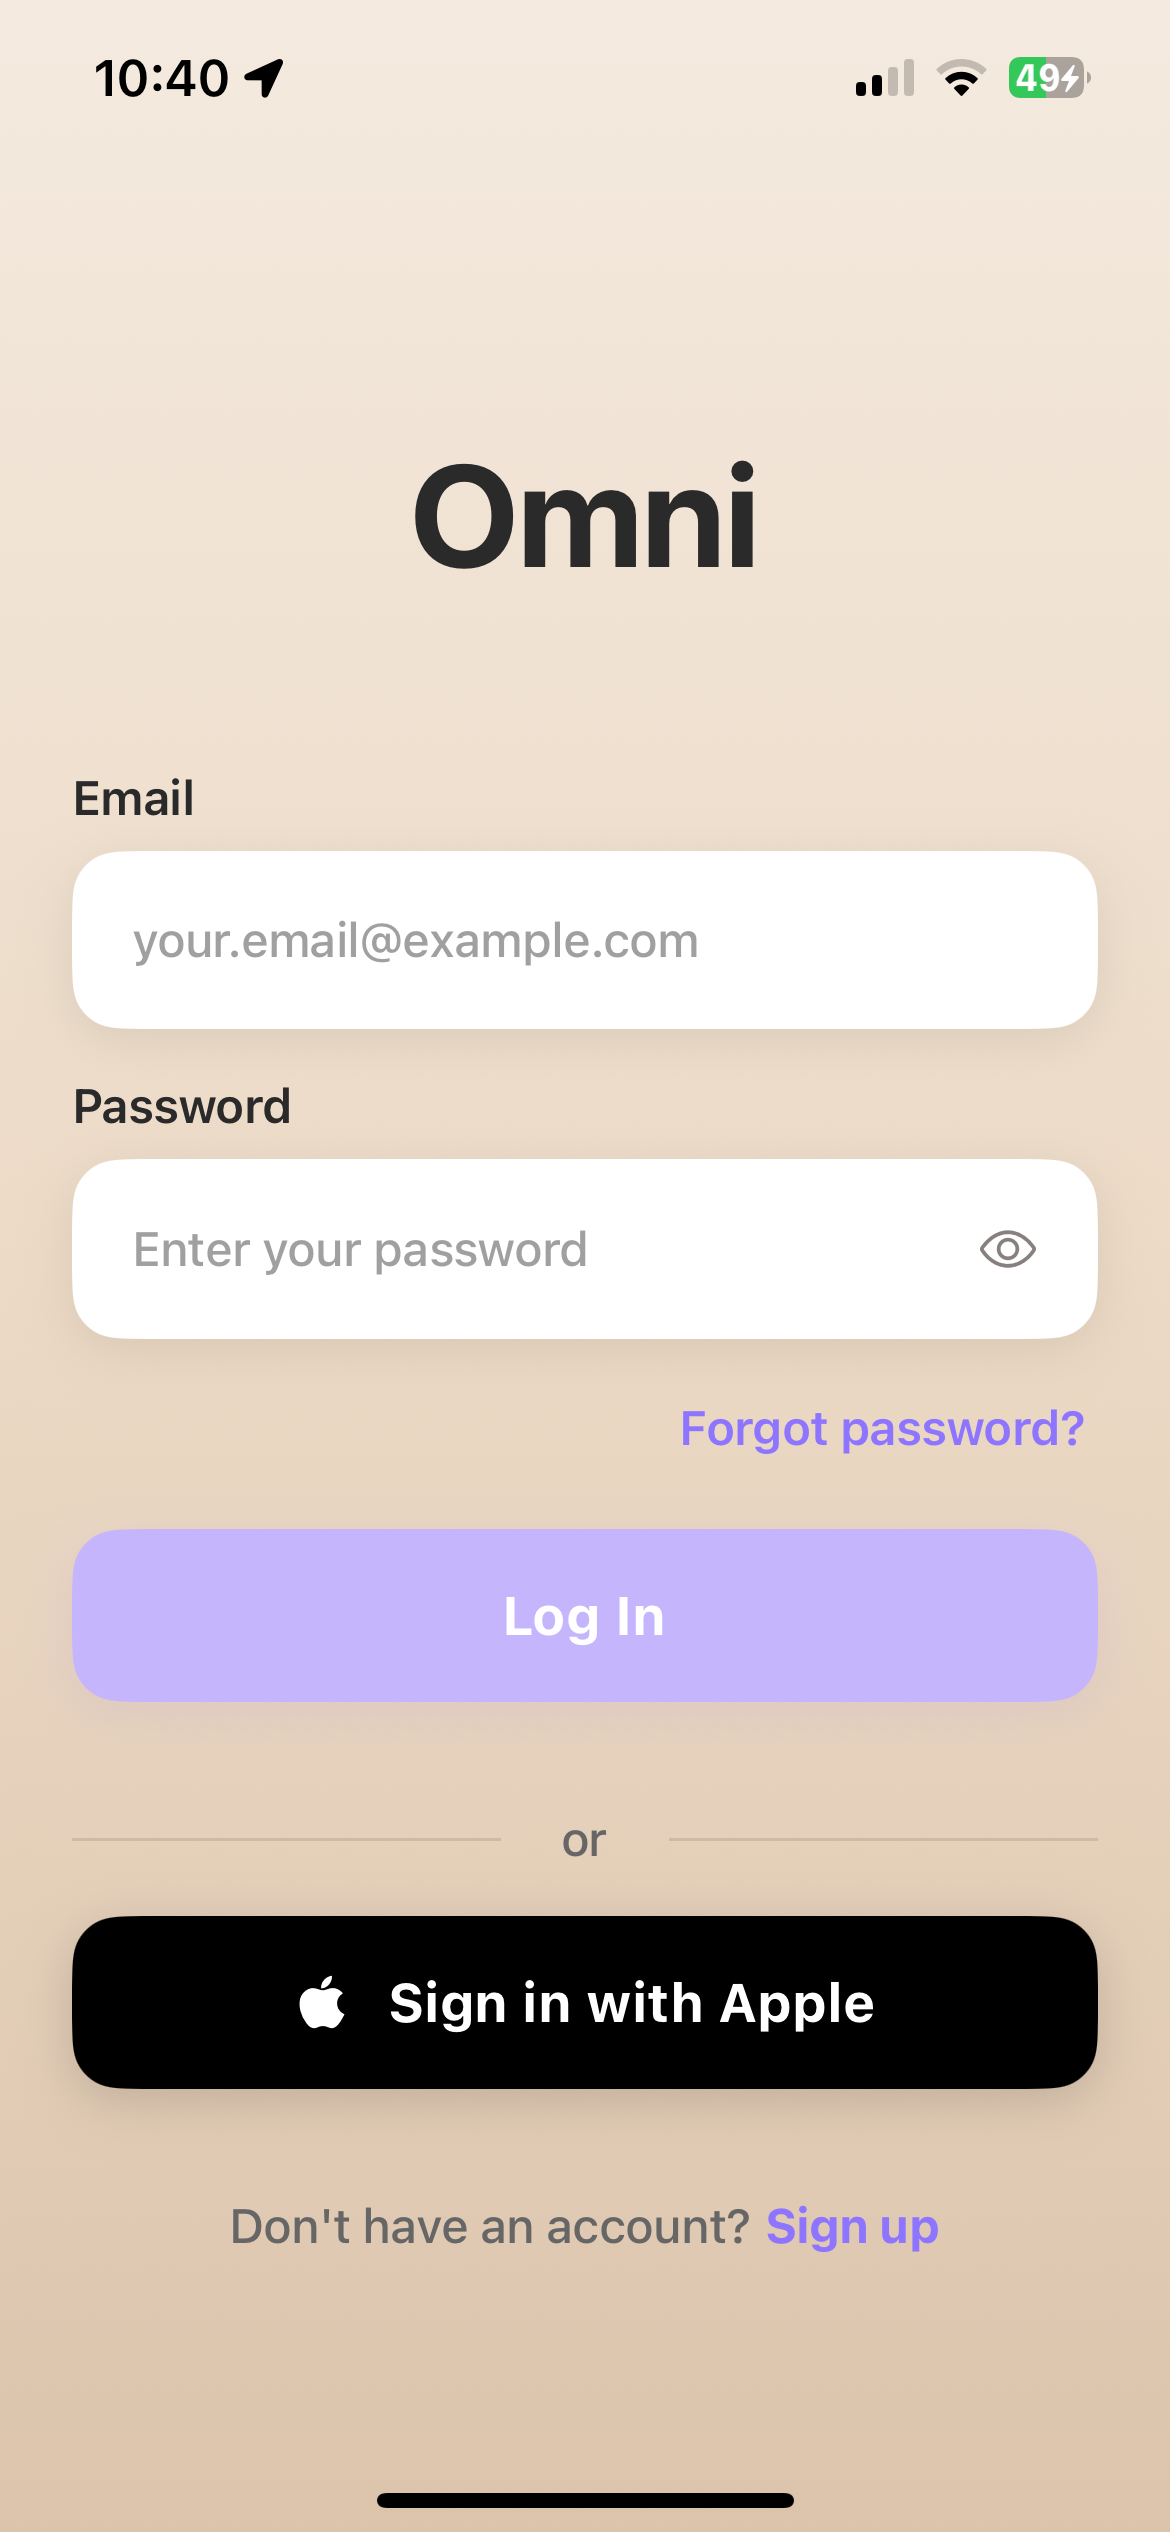 10:40
49
Omni
Email
your.email@example.com
Password
Enter your password
Forgot password?
Log In
or
Sign in with Apple
Don't have an account? Sign up